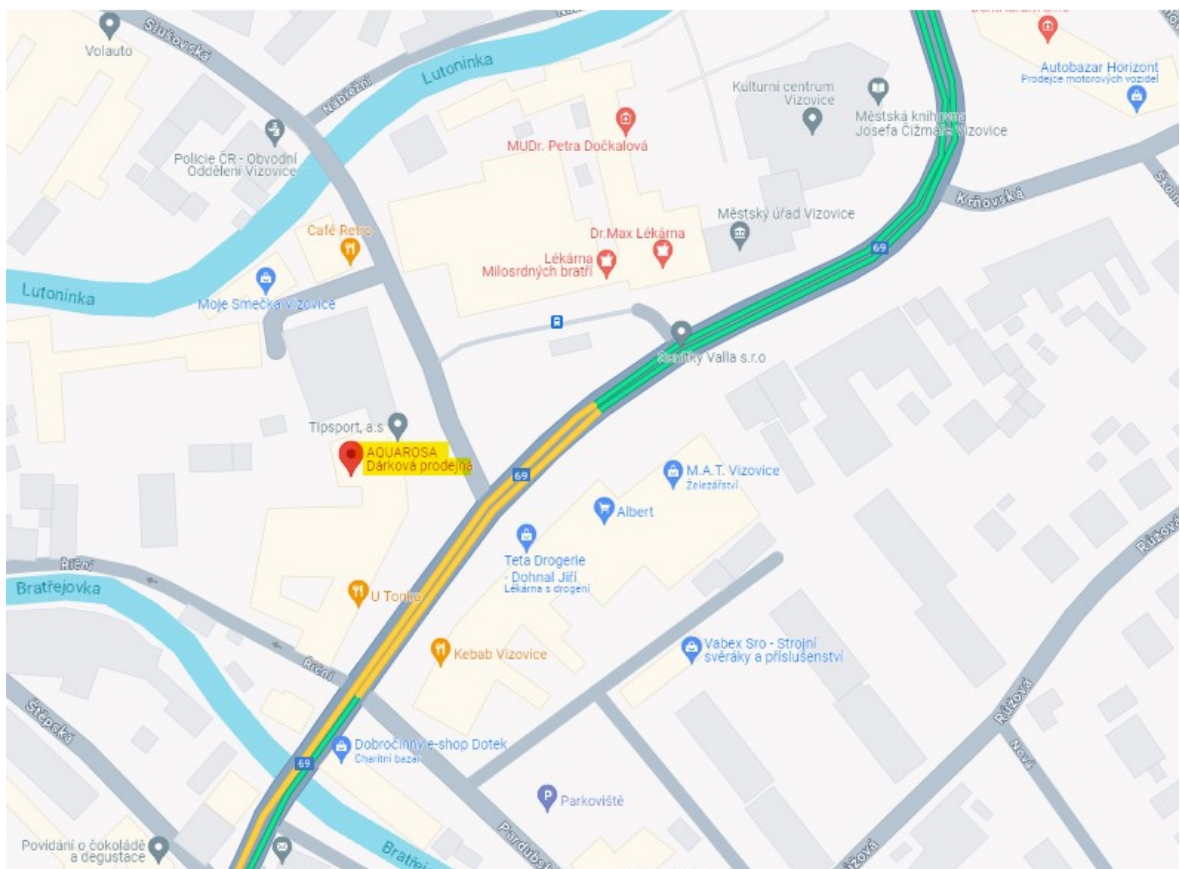 Volauto
Slušovská
Nábřežní
Lutoninka
Policie ČR - Obvodní
Oddělení Vizovice
MUDr. Petra Dočkalová
Kulturní centrum
Vizovice
Městská knihovna
Josefa Čižmáře Vizovice
Autobazar Horizont
Prodejce motorových vozidel
Krňovská
Café Retro
Lutoninka
Moje Smečka Vizovice
Městský úřad Vizovice
Dr.Max Lékárna
Lékárna
Milosrdných bratří
69
Sanitky Valla s.r.o
Tipsport, a.s
AQUAROSA
Dárková prodejna
69
M.A.T. Vizovice
Železářství
Albert
Teta Drogerie
- Dohnal Jiří
Lékárna s drogerií
Růžová
Říční
Bratřejovka
U Tonka
Kebab Vizovice
Říční
Vabex Sro - Strojní
svěráky a příslušenství
Růžová
Nová
Štěpská
Dobročinný e-shop Dotek
Charitní bazar
69
P
Parkoviště
Povídání o čokoládě
a degustace